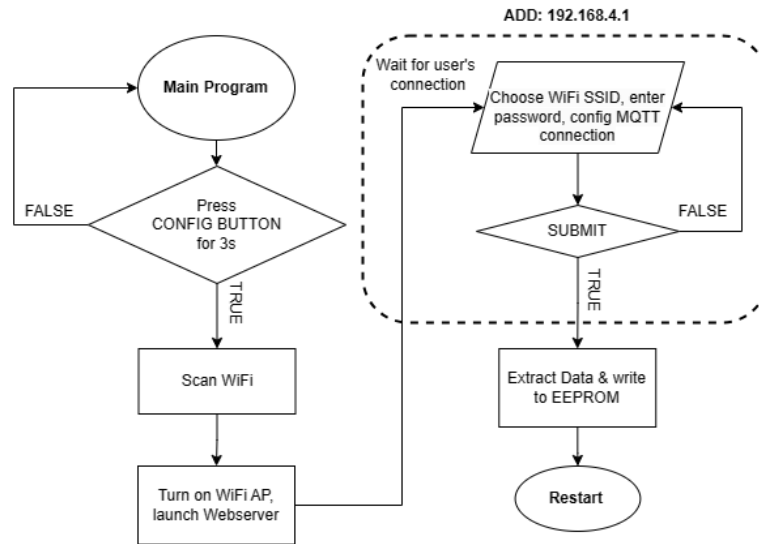 ADD: 192.168.4.1
Main Program
Press
CONFIG BUTTON
for 3s
FALSE
TRUE
Scan WiFi
Turn on WiFi AP,
launch Webserver
Wait for user's
connection
Choose WiFi SSID, enter
password, config MQTT
connection
SUBMIT
FALSE
TRUE
Extract Data & write
to EEPROM
Restart